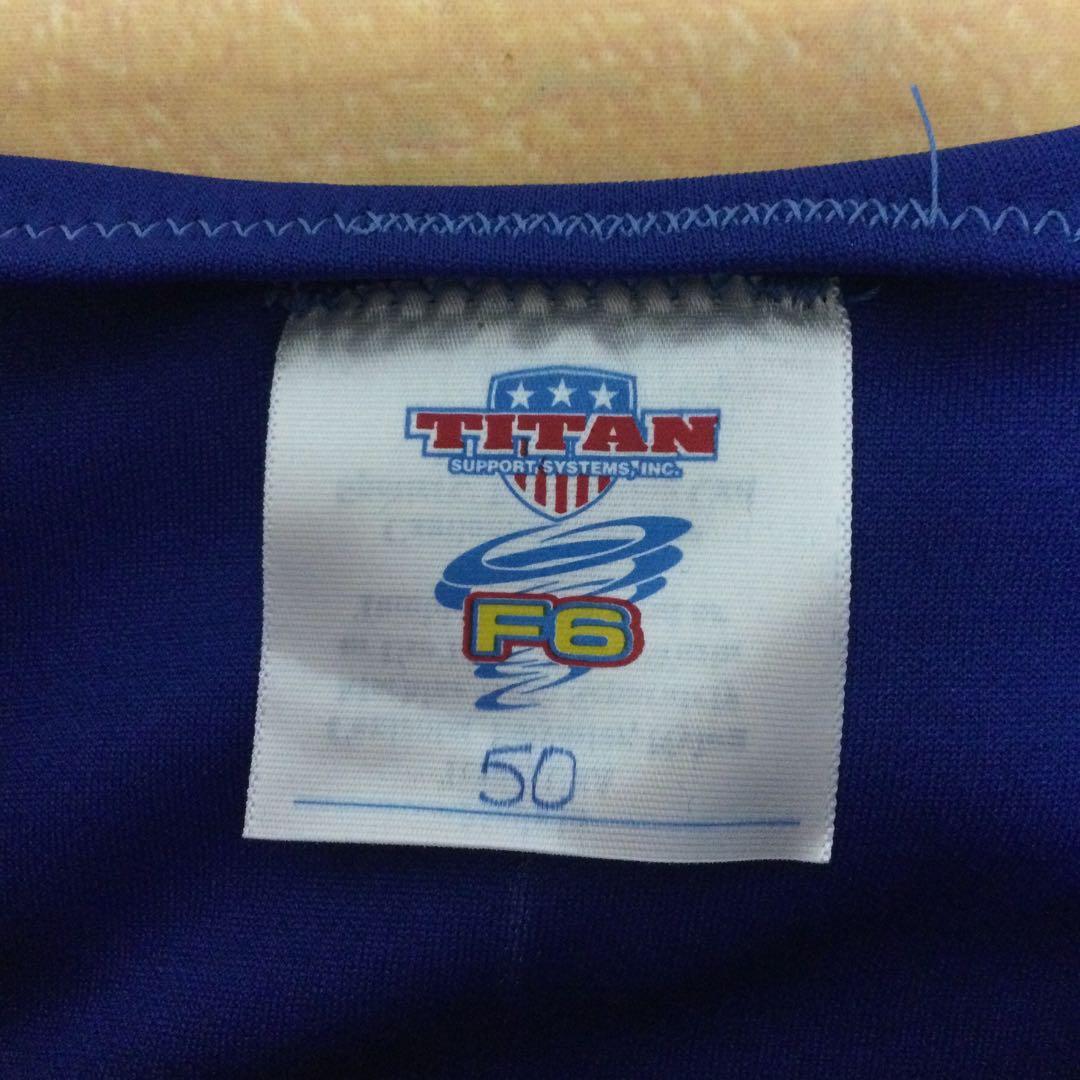 TITAN
SUPPORT SYSTEMS, INC.
F6
50